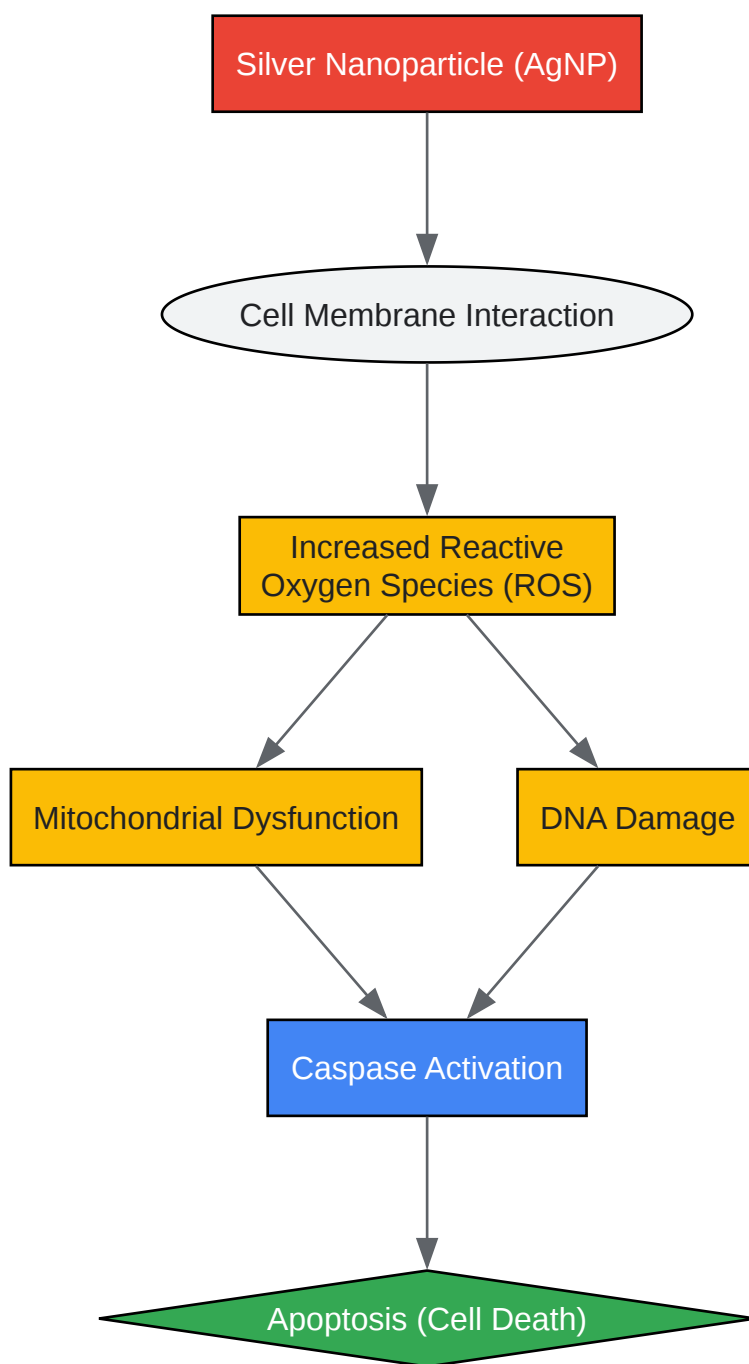 Silver Nanoparticle (AgNP)
Cell Membrane Interaction
Increased Reactive
Oxygen Species (ROS)
Mitochondrial Dysfunction
DNA Damage
Caspase Activation
Apoptosis (Cell Death)